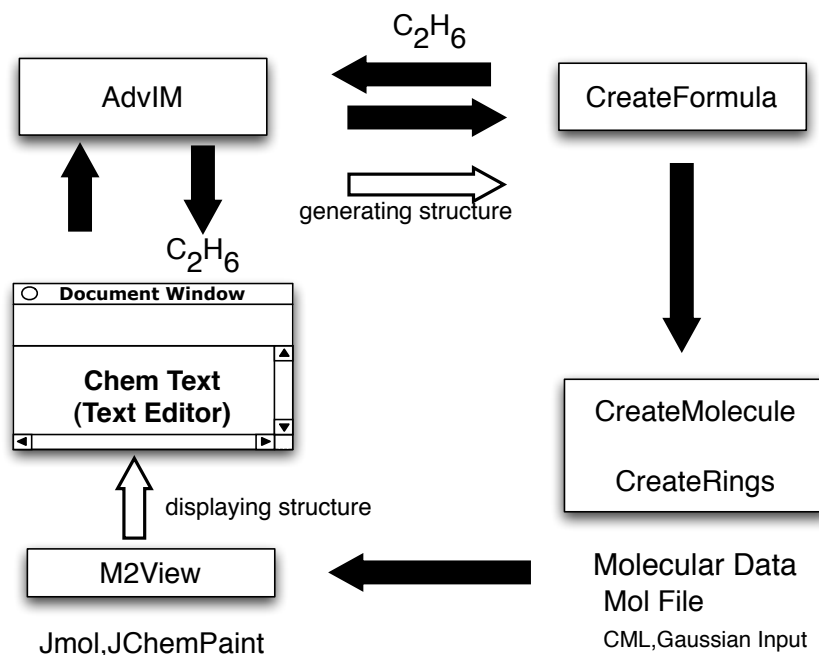 C2H6
AdvIM
CreateFormula
generating structure
C2H6
Document Window
Chem Text
(Text Editor)
CreateMolecule
CreateRings
displaying structure
M2View
Molecular Data
Mol File
CML,Gaussian Input
Jmol,JChemPaint